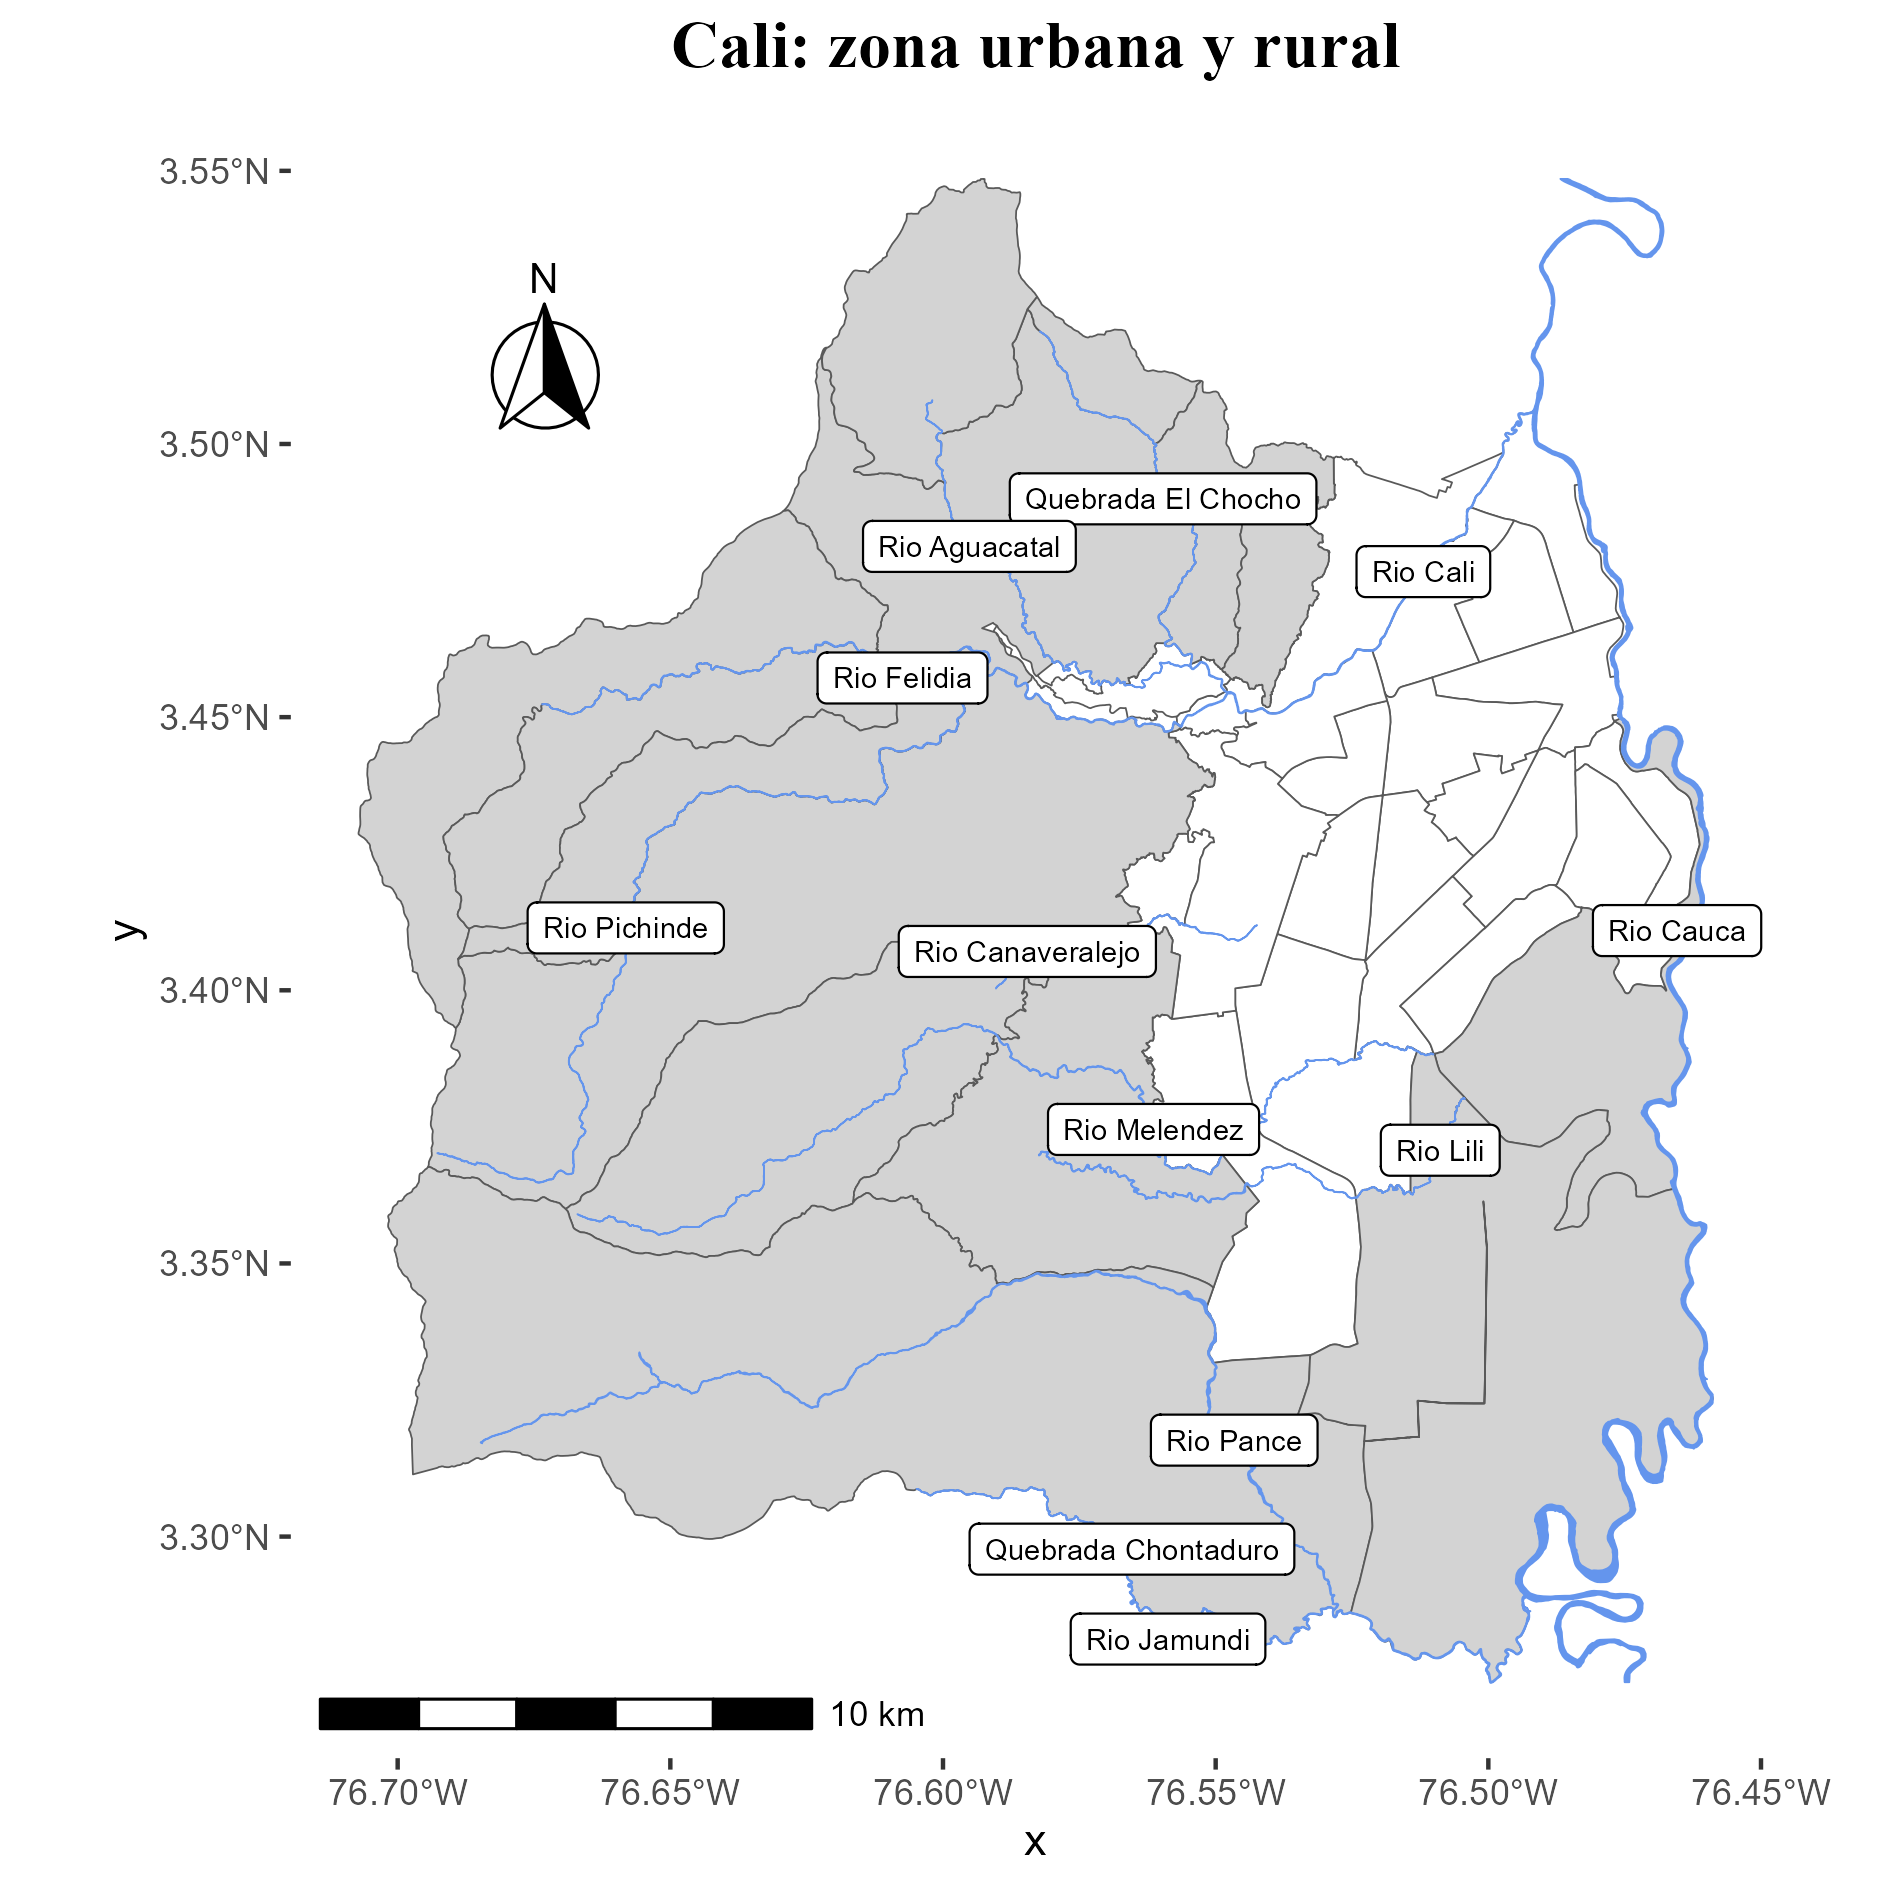 Cali: zona urbana y rural
3.55°N
N
3.50°N
Quebrada El Chocho
Rio Aguacatal
Rio Cali
Rio Felidia
3.45°N
y
Rio Pichinde
Rio Cauca
Rio Canaveralejo
3.40°N
Rio Melendez
Rio Lili
3.35°N
Rio Pance
3.30°N
Quebrada Chontaduro
Rio Jamundi
10 km
76.70°W 76.65°W 76.60°W 76.55°W 76.50°W 76.45°W
x